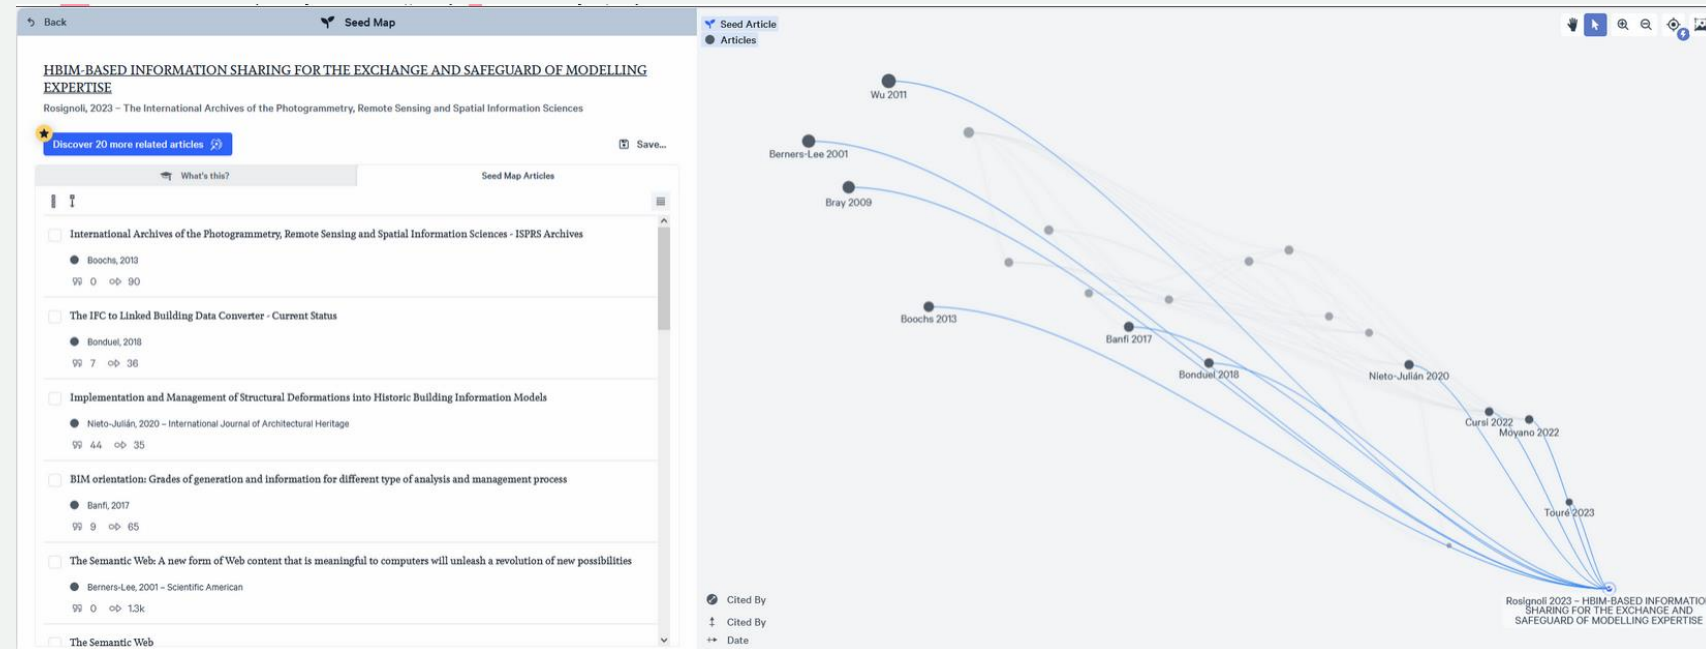 Back
Seed Map
HBIM-BASED INFORMATION SHARING FOR THE EXCHANGE AND SAFEGUARD OF MODELLING
EXPERTISE
Rosignoli, 2023 – The International Archives of the Photogrammetry, Remote Sensing and Spatial Information Sciences
Discover 20 more related articles
Save...
What's this?
Seed Map Articles
International Archives of the Photogrammetry, Remote Sensing and Spatial Information Sciences - ISPRS Archives
Boochs, 2013
0 90
The IFC to Linked Building Data Converter - Current Status
Bonduel, 2018
7 36
Implementation and Management of Structural Deformations into Historic Building Information Models
Nieto-Julián, 2020 – International Journal of Architectural Heritage
44 35
BIM orientation: Grades of generation and information for different type of analysis and management process
Banfi, 2017
9 65
The Semantic Web: A new form of Web content that is meaningful to computers will unleash a revolution of new possibilities
Berners-Lee, 2001 – Scientific American
0 1.3k
The Semantic Web
Seed Article
Articles
Wu 2011
Berners-Lee 2001
Bray 2009
Boochs 2013
Banfi 2017
Bonduel 2018
Nieto-Julián 2020
Cursi 2022
Moyano 2022
Touré 2023
Rosignoli 2023 – HBIM-BASED INFORMATIO
SHARING FOR THE EXCHANGE AND
SAFEGUARD OF MODELLING EXPERTISE
Cited By
Cited By
Date